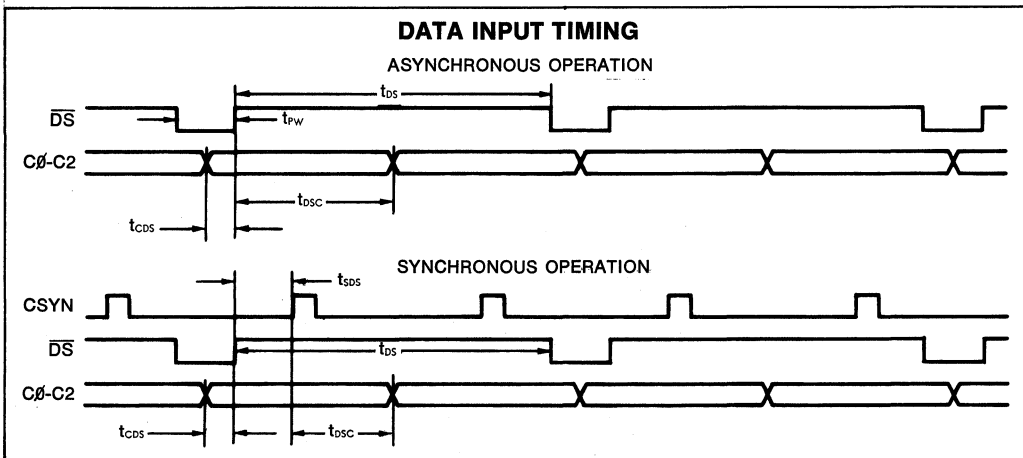 DATA INPUT TIMING
ASYNCHRONOUS OPERATION
tDS
DS
tPW
CØ-C2
tDSC
tCDS
SYNCHRONOUS OPERATION
tSDS
CSYN
DS
tDS
CØ-C2
tCDS
tDSC